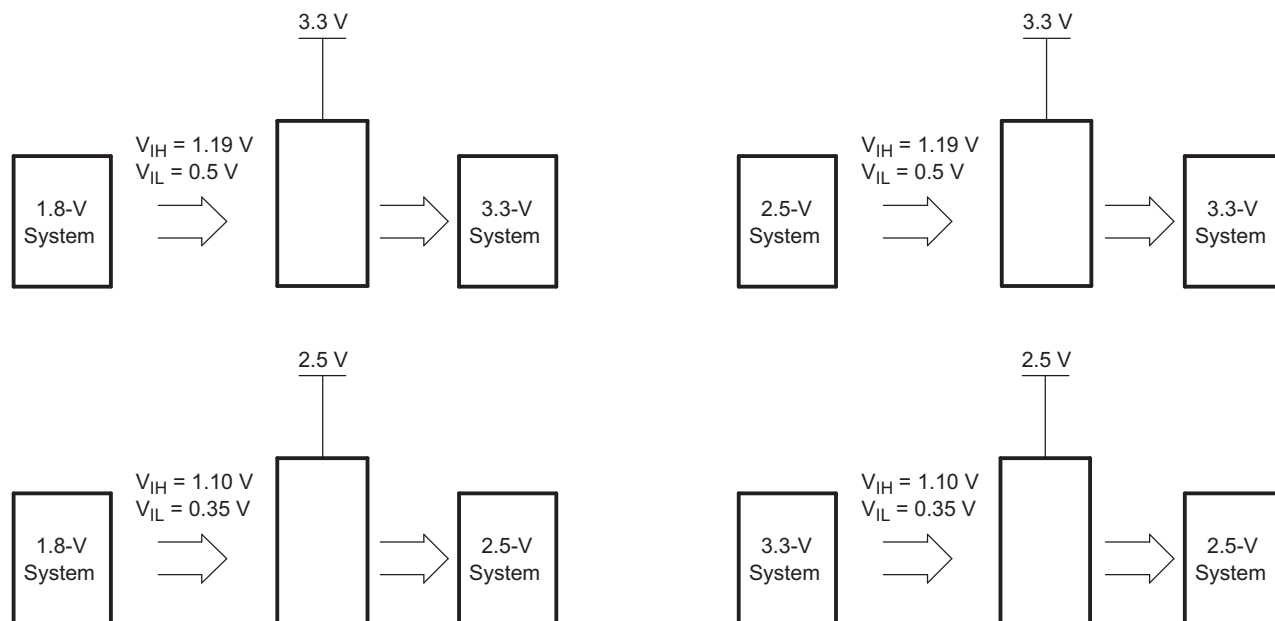 3.3 V
V_IH = 1.19 V
V_IL = 0.5 V
1.8-V
System
3.3-V
System
3.3 V
V_IH = 1.19 V
V_IL = 0.5 V
2.5-V
System
3.3-V
System
2.5 V
V_IH = 1.10 V
V_IL = 0.35 V
1.8-V
System
2.5-V
System
2.5 V
V_IH = 1.10 V
V_IL = 0.35 V
3.3-V
System
2.5-V
System